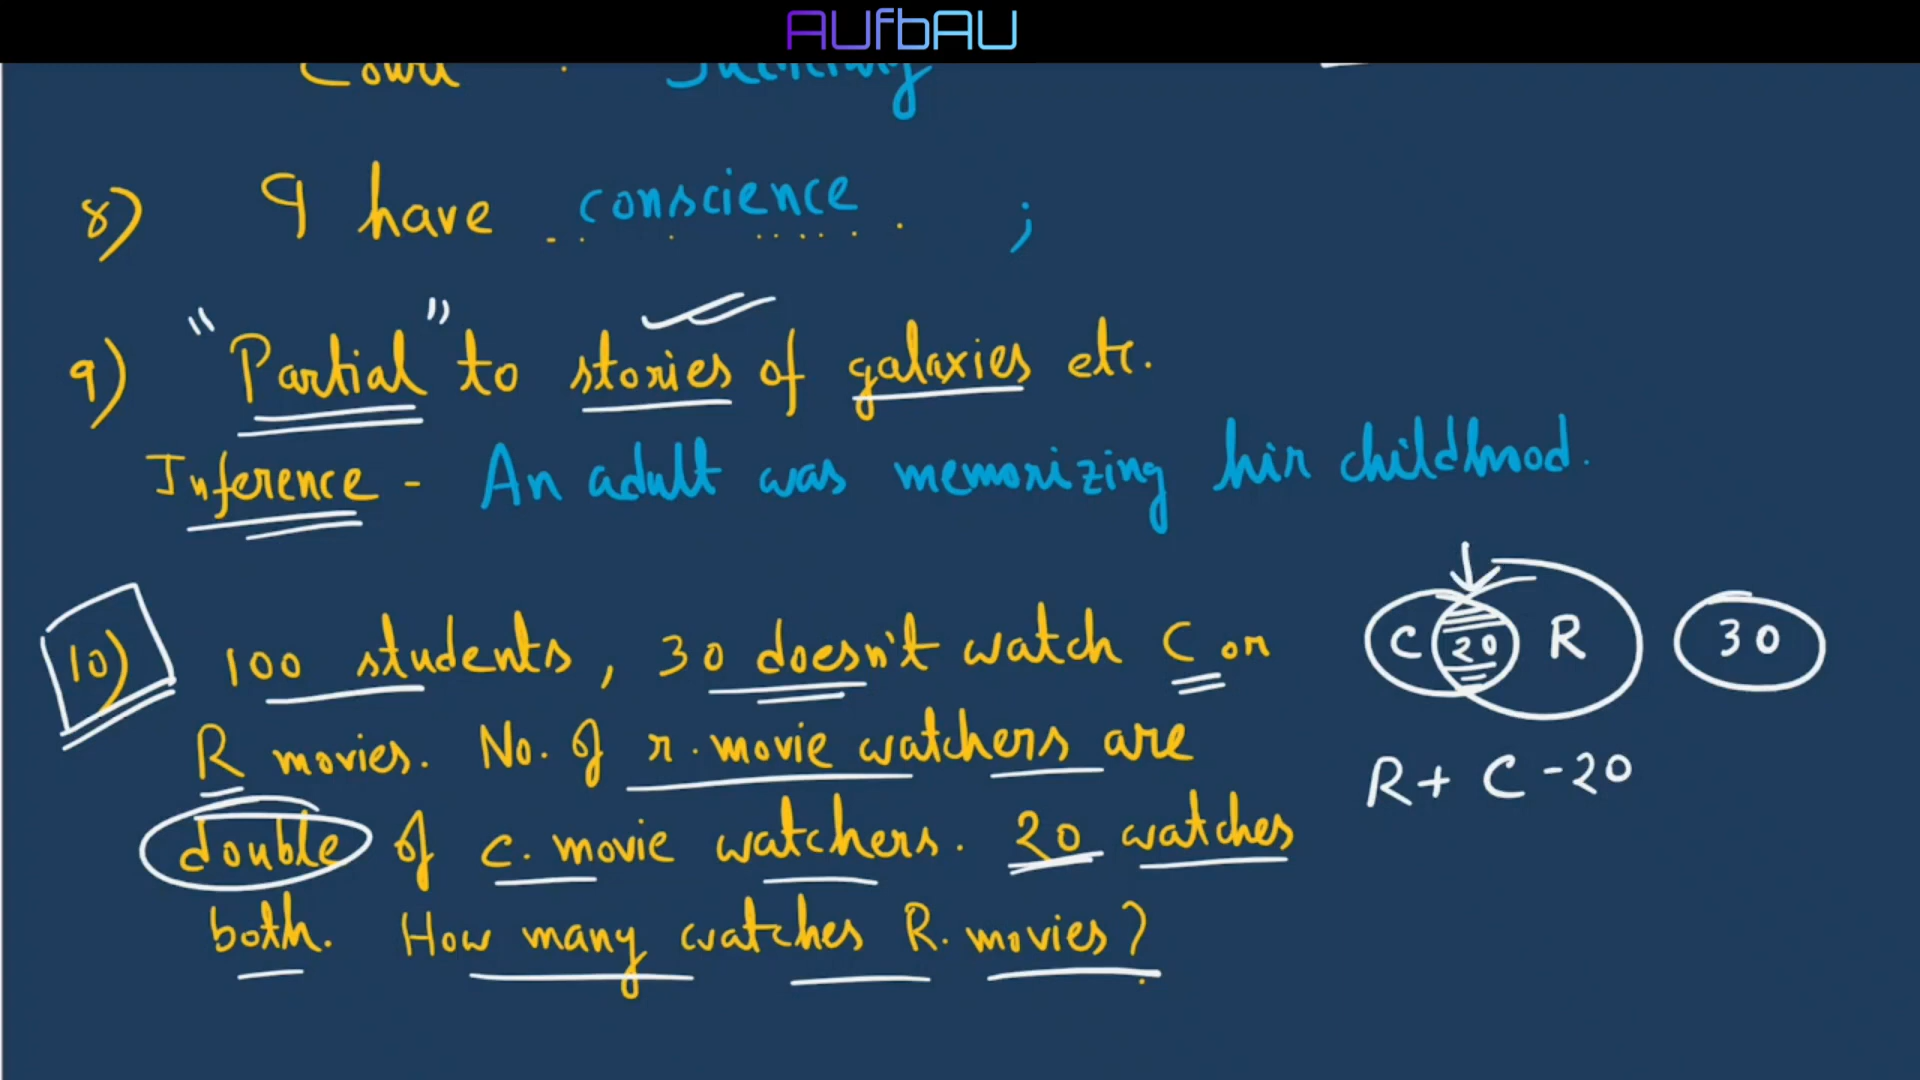 AUfbAU
8) I have conscience ;
9) "Partial" to stories of galaxies etc.
Inference - An adult was memorizing his childhood.
10) 100 students, 30 doesn't watch C or
R movies. No. of r. movie watchers are
double of c. movie watchers. 20 watches
both. How many watches R. movies?
C 20 R 30
R + C - 20